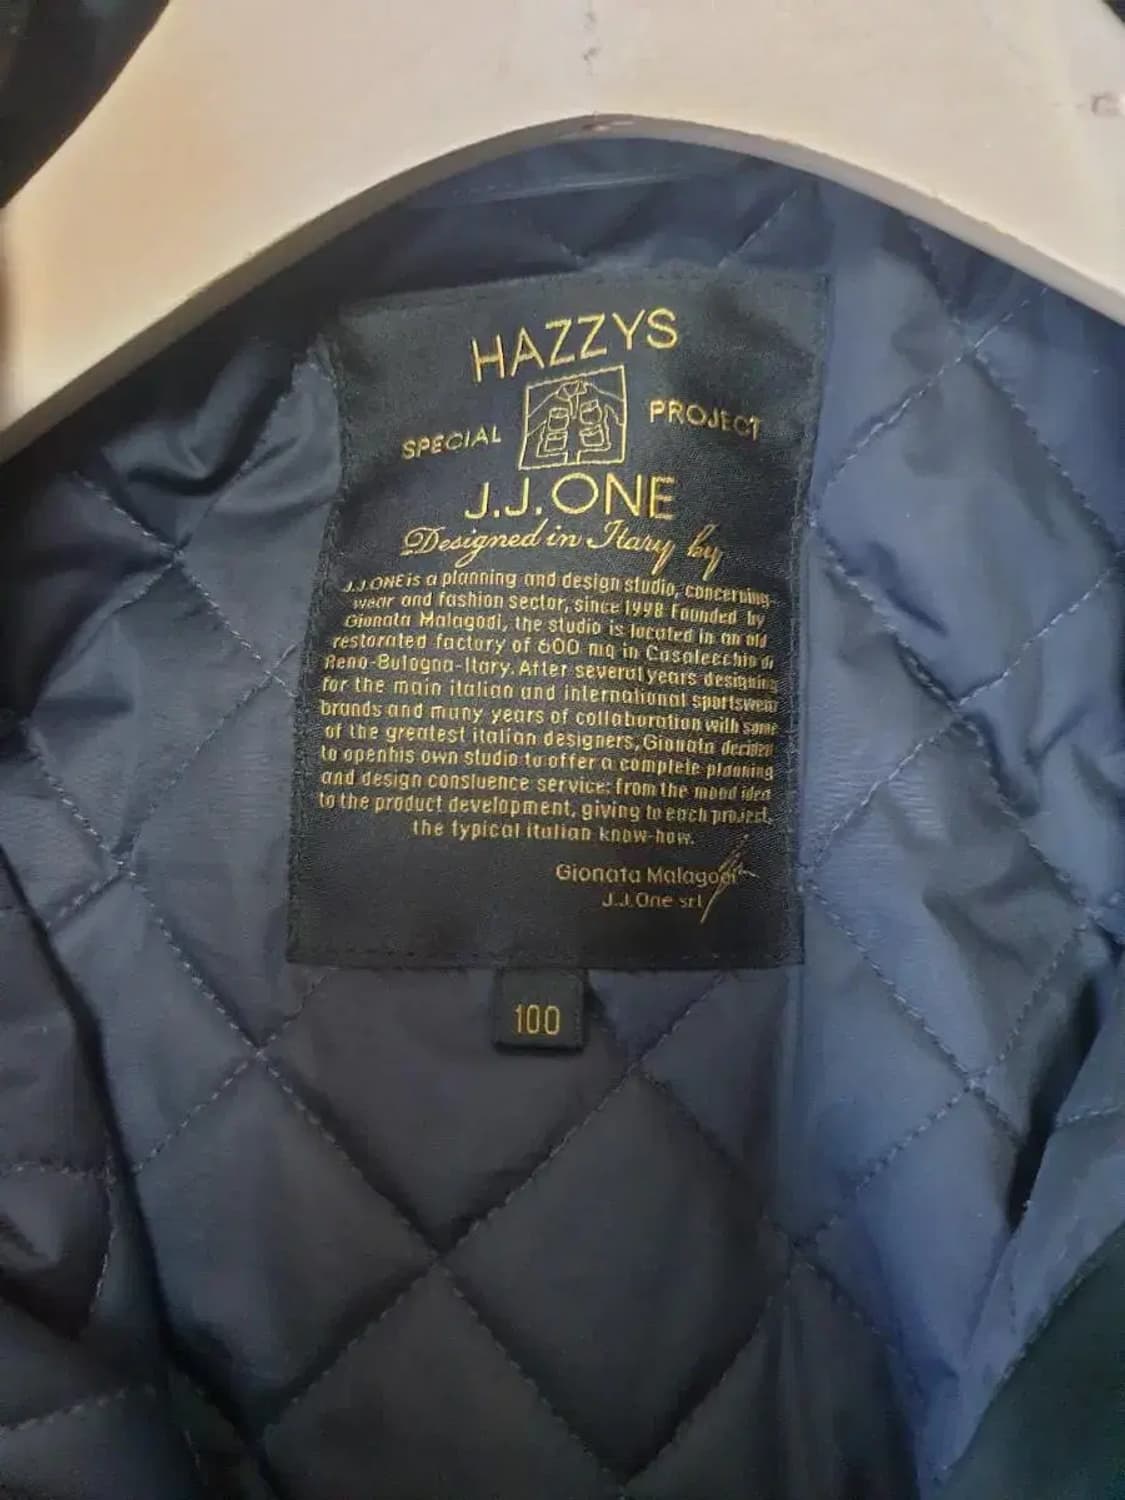 HAZZYS
SPECIAL PROJECT
J.J.ONE
Designed in Itary by
J.J.ONE is a planning and design studio, concerning
wear and fashion sector, since 1998 Founded by
Gionata Malagodi, the studio is located in an old
restorated factory of 600 mq in Casalecchio di
Reno-Bulogna-Itary. After several years designing
for the main italian and international sportswear
brands and many years of collaboration with some
of the greatest italian designers, Gionata decided
to openhis own studio to offer a complete planning
and design consluence service: from the mood idea
to the product development, giving to each project,
the typical italian know-how.
Gionata Malagodi
J.J.One srl
100